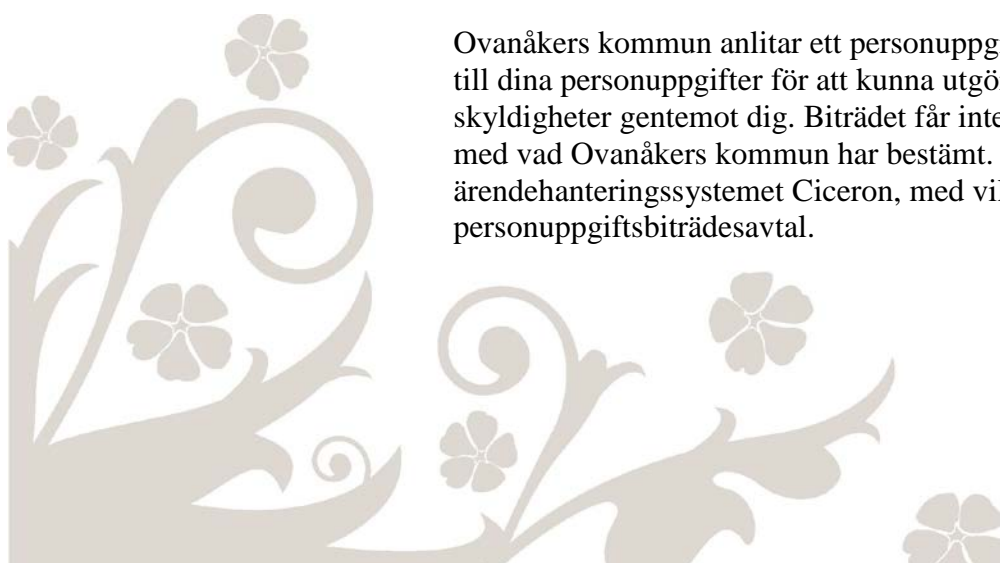 Ovanåkers kommun anlitar ett personuppg
till dina personuppgifter för att kunna utgö
skyldigheter gentemot dig. Biträdet får inte
med vad Ovanåkers kommun har bestämt.
ärendehanteringssystemet Ciceron, med vil
personuppgiftsbiträdesavtal.